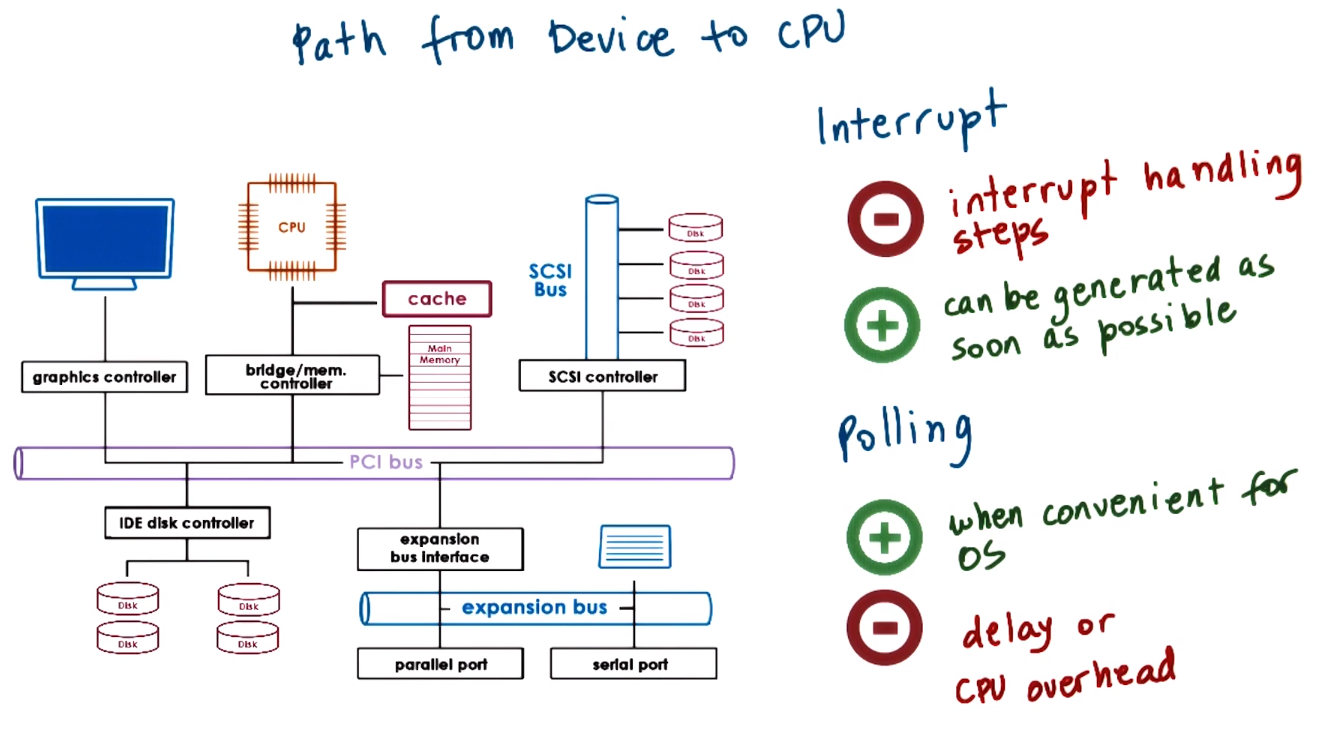 Path from Device to CPU
CPU
cache
Main
Memory
graphics controller
bridge/mem.
controller
SCSI
Bus
Disk
Disk
Disk
Disk
SCSI controller
PCI bus
IDE disk controller
Disk
Disk
Disk
Disk
expansion
bus interface
expansion bus
parallel port
serial port
Interrupt
interrupt handling
steps
can be generated as
soon as possible
Polling
when convenient for
OS
delay or
CPU overhead